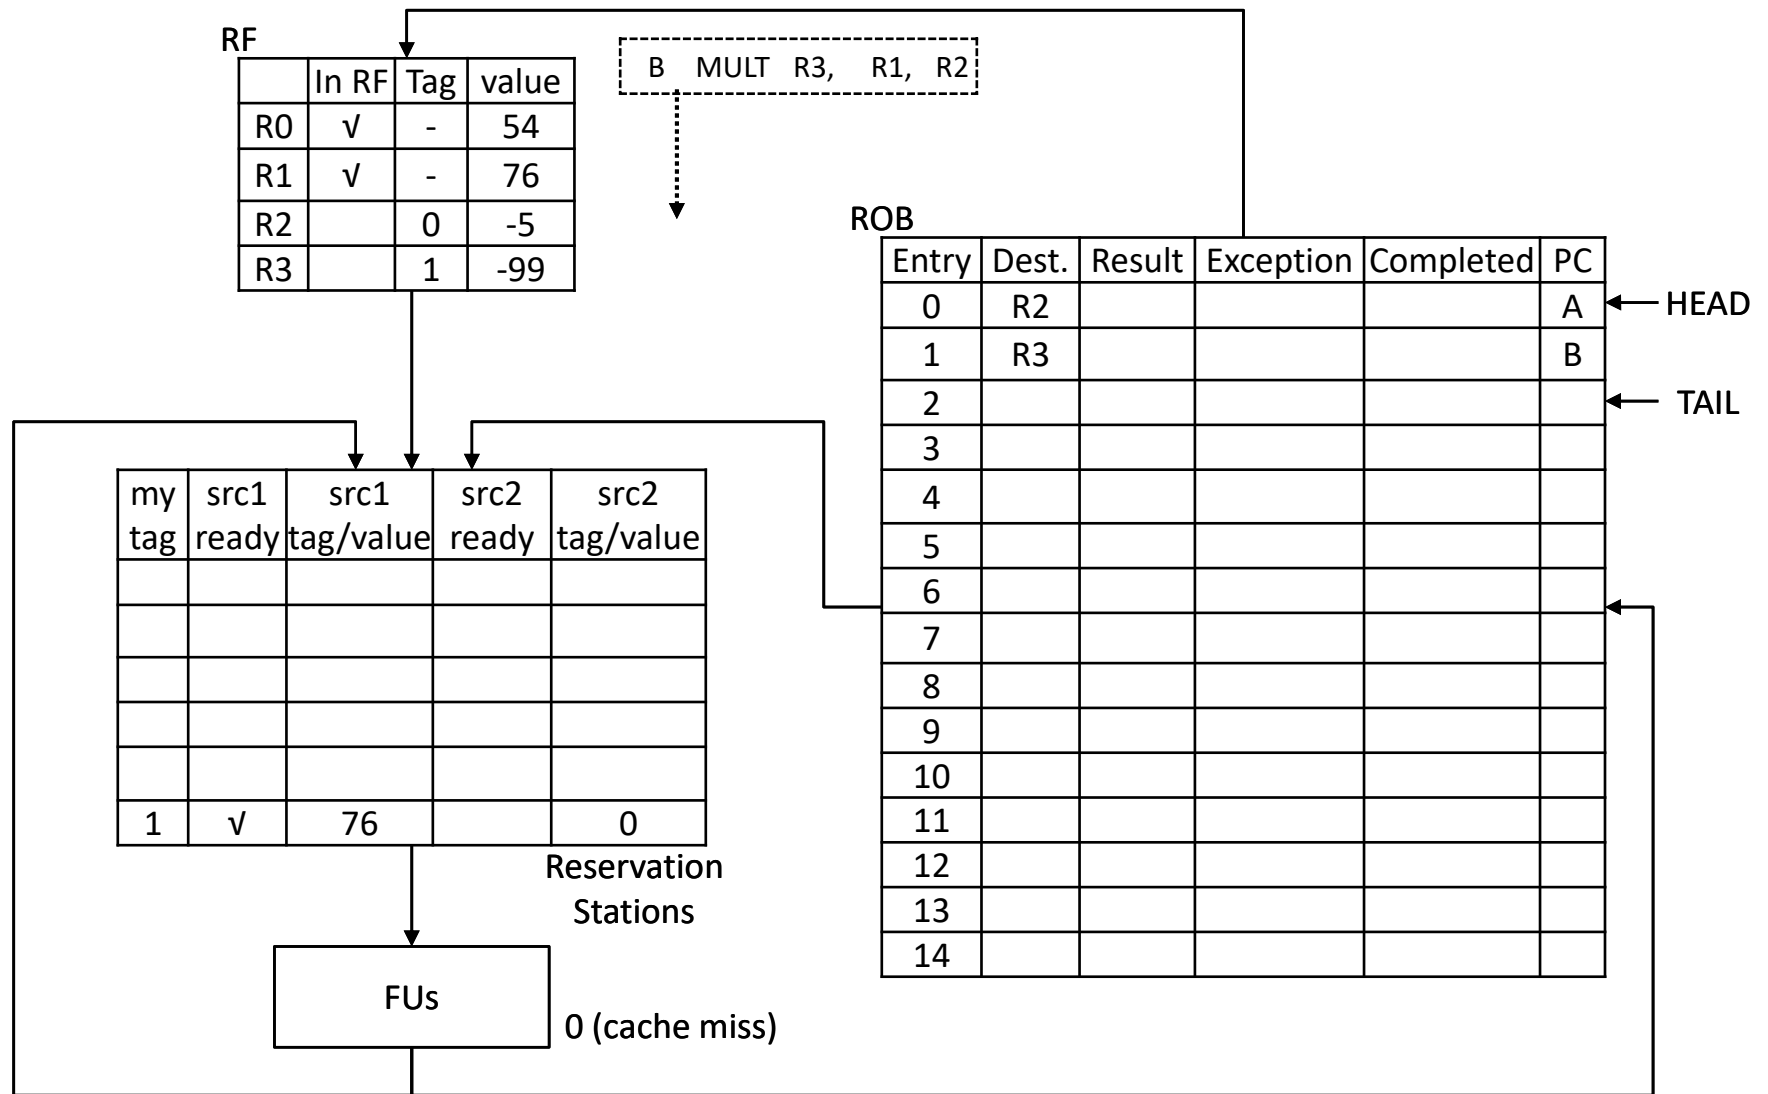 RF
In RF Tag value
R0 √ - 54
R1 √ - 76
R2 0 -5
R3 1 -99
B MULT R3, R1, R2
ROB
Entry Dest. Result Exception Completed PC
0 R2 A
1 R3 B
2
3
4
5
6
7
8
9
10
11
12
13
14
HEAD
TAIL
my src1 src1 src2 src2
tag ready tag/value ready tag/value
1 √ 76 0
Reservation
Stations
FUs
0 (cache miss)